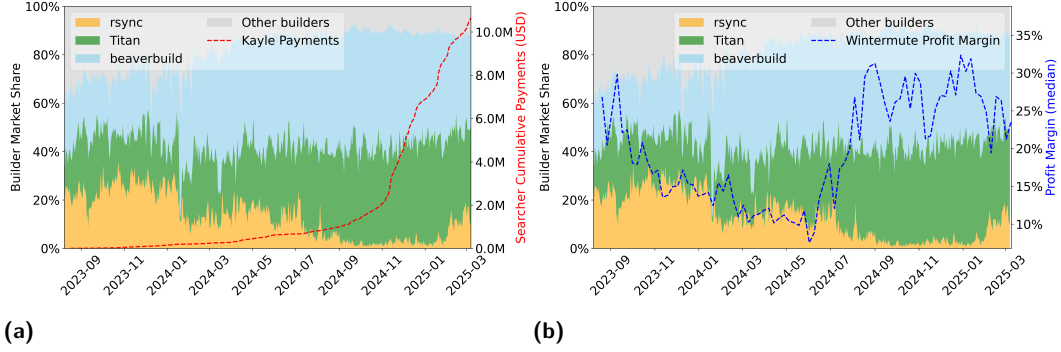 100%
80%
60%
40%
20%
0%
Builder Market Share
rsync
Titan
beaverbuild
Other builders
Kayle Payments
10.0M
8.0M
6.0M
4.0M
2.0M
0.0M
Searcher Cumulative Payments (USD)
2023-09
2023-11
2024-01
2024-03
2024-05
2024-07
2024-09
2024-11
2025-01
2025-03
(a)
100%
80%
60%
40%
20%
0%
Builder Market Share
rsync
Titan
beaverbuild
Other builders
Wintermute Profit Margin
35%
30%
25%
20%
15%
10%
Profit Margin (median)
2023-09
2023-11
2024-01
2024-03
2024-05
2024-07
2024-09
2024-11
2025-01
2025-03
(b)